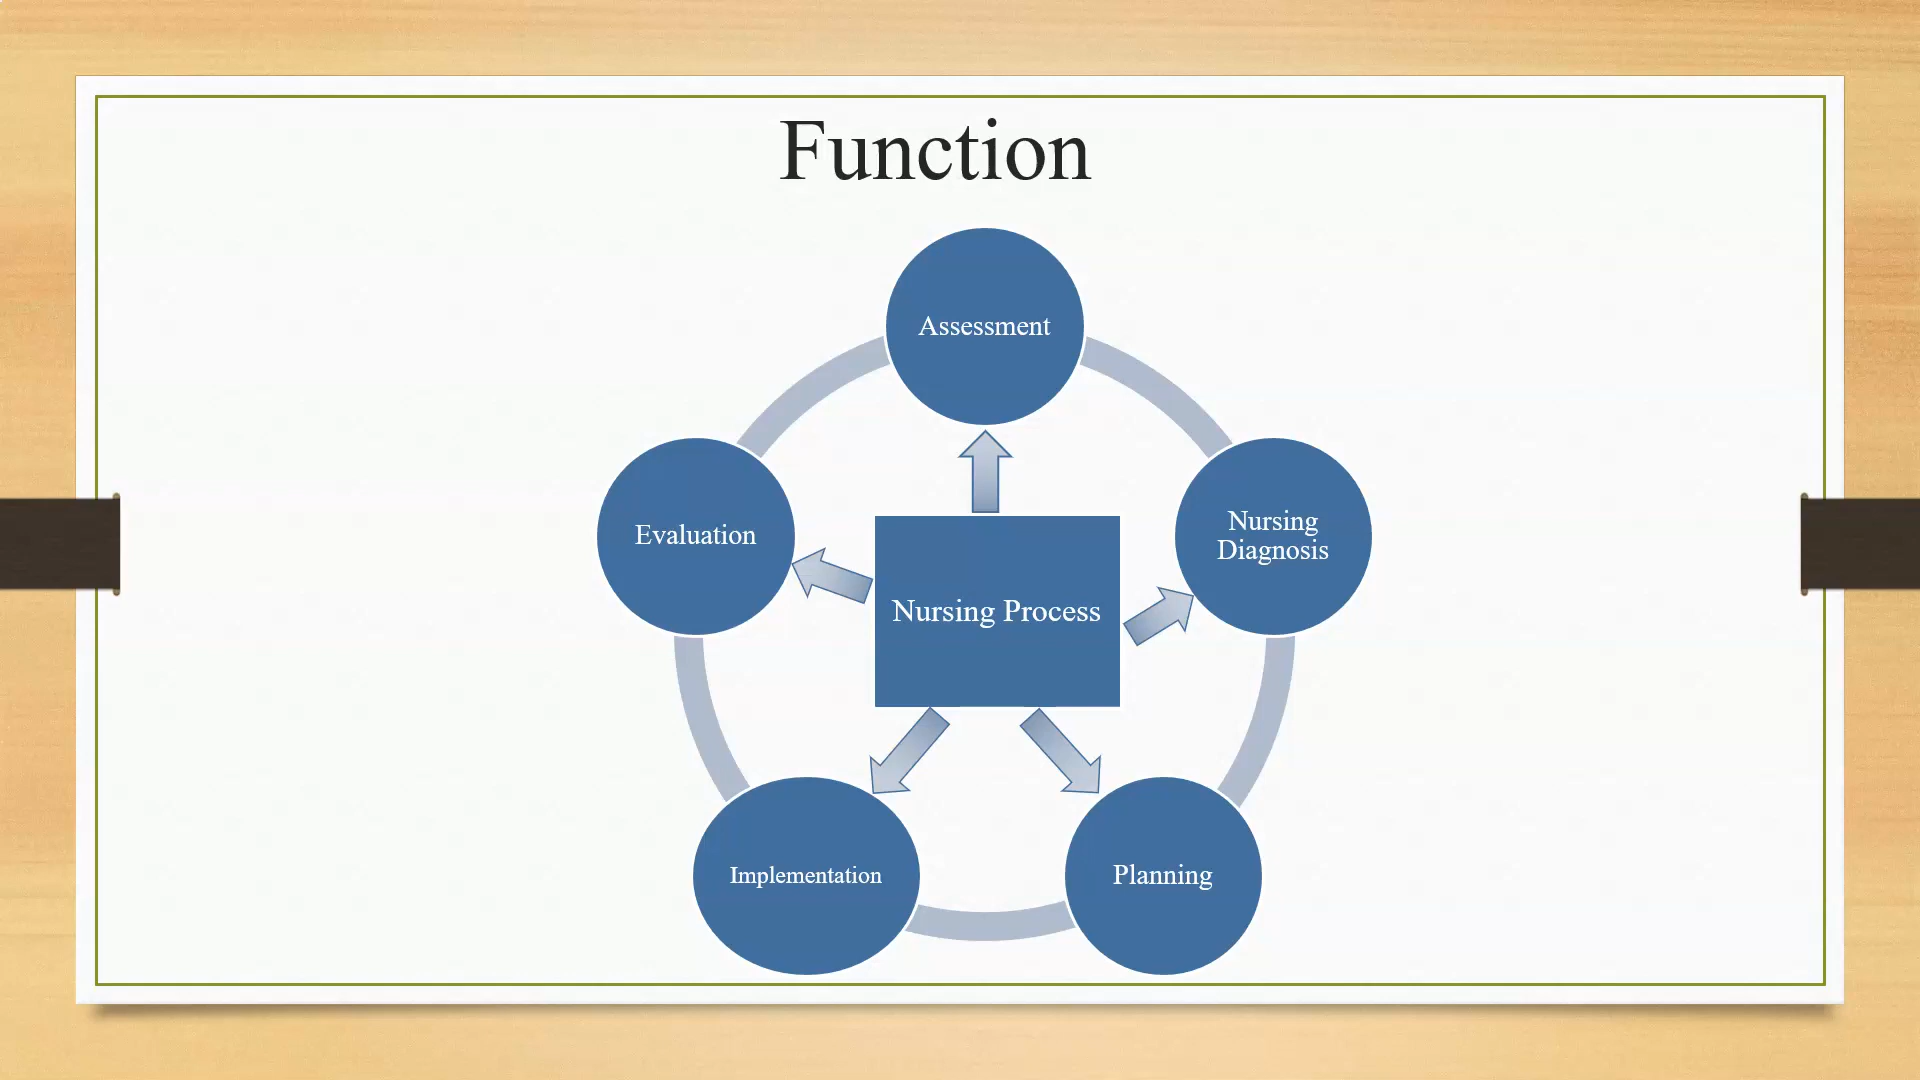 Function
Assessment
Nursing
Diagnosis
Evaluation
Nursing Process
Implementation
Planning